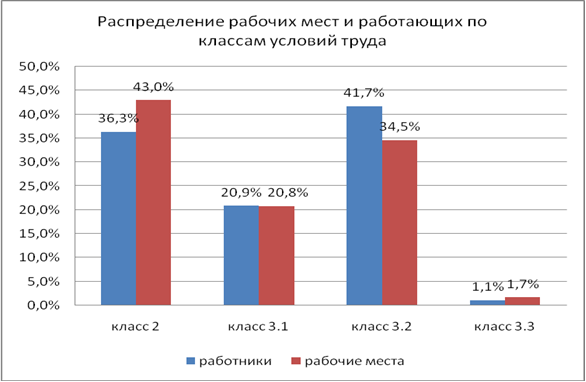 Распределение рабочих мест и работающих по
классам условий труда
50,0%
45,0%
40,0%
35,0%
30,0%
25,0%
20,0%
15,0%
10,0%
5,0%
0,0%
36,3%
43,0%
20,9%
20,8%
41,7%
34,5%
1,1%
1,7%
класс 2
класс 3.1
класс 3.2
класс 3.3
работники
рабочие места